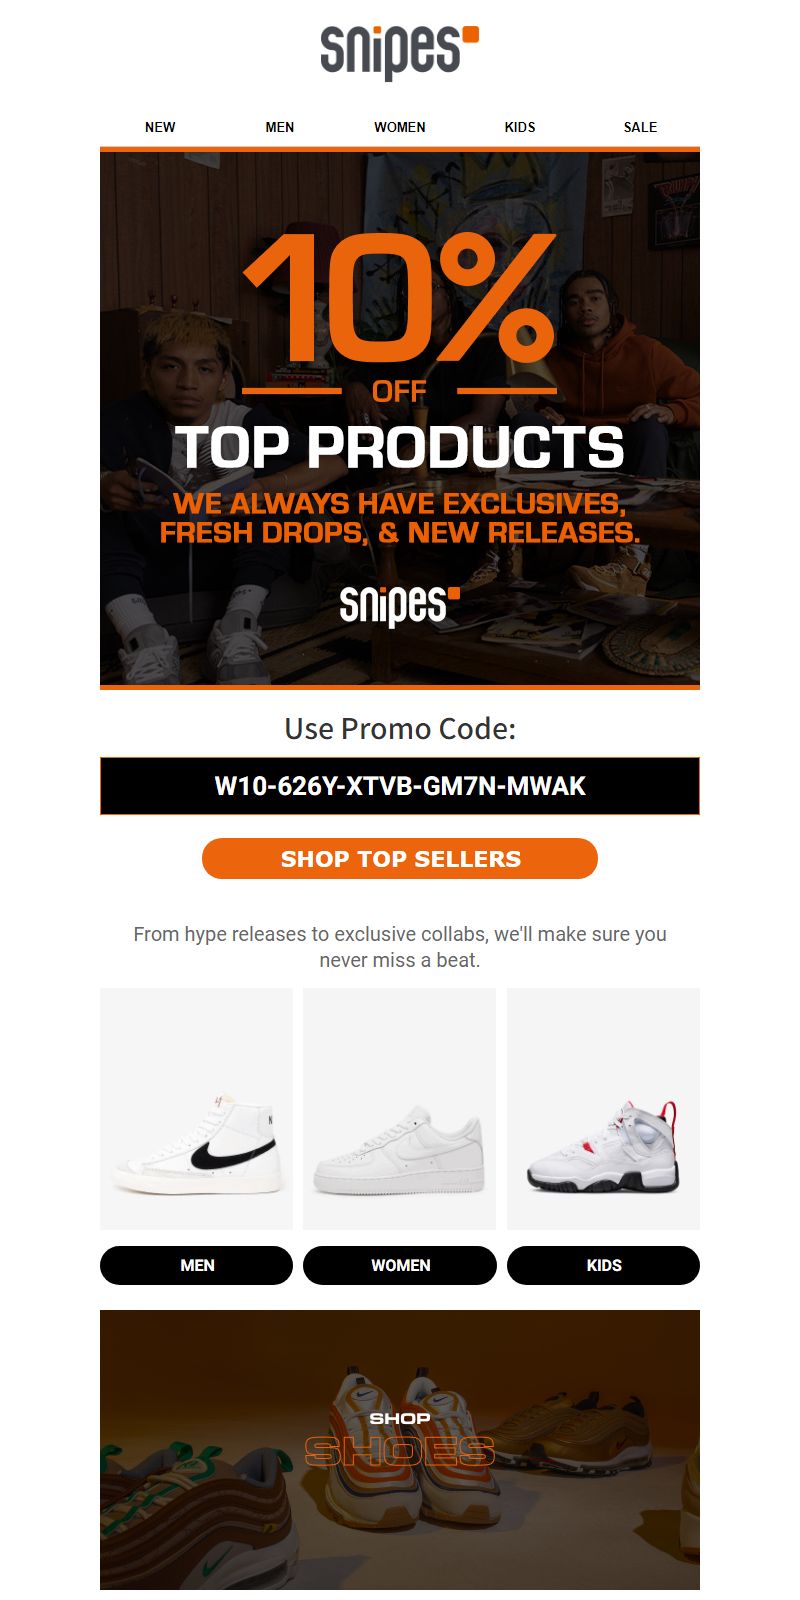 snipes
NEW MEN WOMEN KIDS SALE
10%
OFF
TOP PRODUCTS
WE ALWAYS HAVE EXCLUSIVES,
FRESH DROPS, & NEW RELEASES.
snipes
Use Promo Code:
W10-626Y-XTVB-GM7N-MWAK
SHOP TOP SELLERS
From hype releases to exclusive collabs, we'll make sure you
never miss a beat.
MEN WOMEN KIDS
SHOP
SHOES